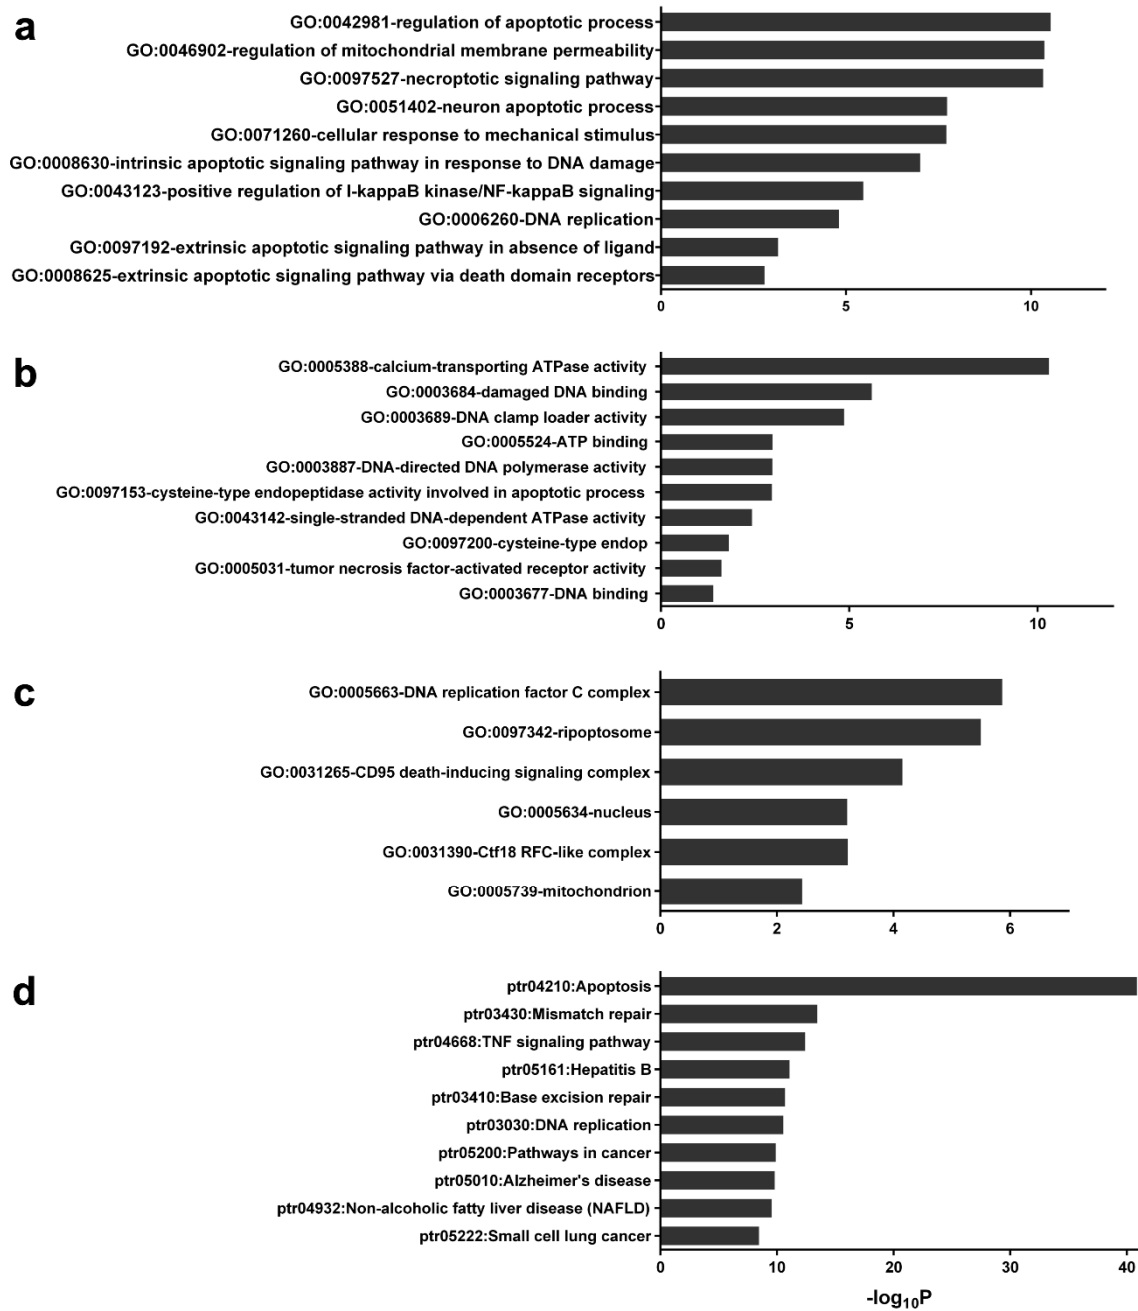 a
GO:0042981-regulation of apoptotic process
GO:0046902-regulation of mitochondrial membrane permeability
GO:0097527-necroptotic signaling pathway
GO:0051402-neuron apoptotic process
GO:0071260-cellular response to mechanical stimulus
GO:0008630-intrinsic apoptotic signaling pathway in response to DNA damage
GO:0043123-positive regulation of I-kappaB kinase/NF-kappaB signaling
GO:0006260-DNA replication
GO:0097192-extrinsic apoptotic signaling pathway in absence of ligand
GO:0008625-extrinsic apoptotic signaling pathway via death domain receptors
0 5 10
b
GO:0005388-calcium-transporting ATPase activity
GO:0003684-damaged DNA binding
GO:0003689-DNA clamp loader activity
GO:0005524-ATP binding
GO:0003887-DNA-directed DNA polymerase activity
GO:0097153-cysteine-type endopeptidase activity involved in apoptotic process
GO:0043142-single-stranded DNA-dependent ATPase activity
GO:0097200-cysteine-type endop
GO:0005031-tumor necrosis factor-activated receptor activity
GO:0003677-DNA binding
0 5 10
c
GO:0005663-DNA replication factor C complex
GO:0097342-ripoptosome
GO:0031265-CD95 death-inducing signaling complex
GO:0005634-nucleus
GO:0031390-Ctf18 RFC-like complex
GO:0005739-mitochondrion
0 2 4 6
d
ptr04210:Apoptosis
ptr03430:Mismatch repair
ptr04668:TNF signaling pathway
ptr05161:Hepatitis B
ptr03410:Base excision repair
ptr03030:DNA replication
ptr05200:Pathways in cancer
ptr05010:Alzheimer's disease
ptr04932:Non-alcoholic fatty liver disease (NAFLD)
ptr05222:Small cell lung cancer
0 10 20 30 40
-log₁₀P